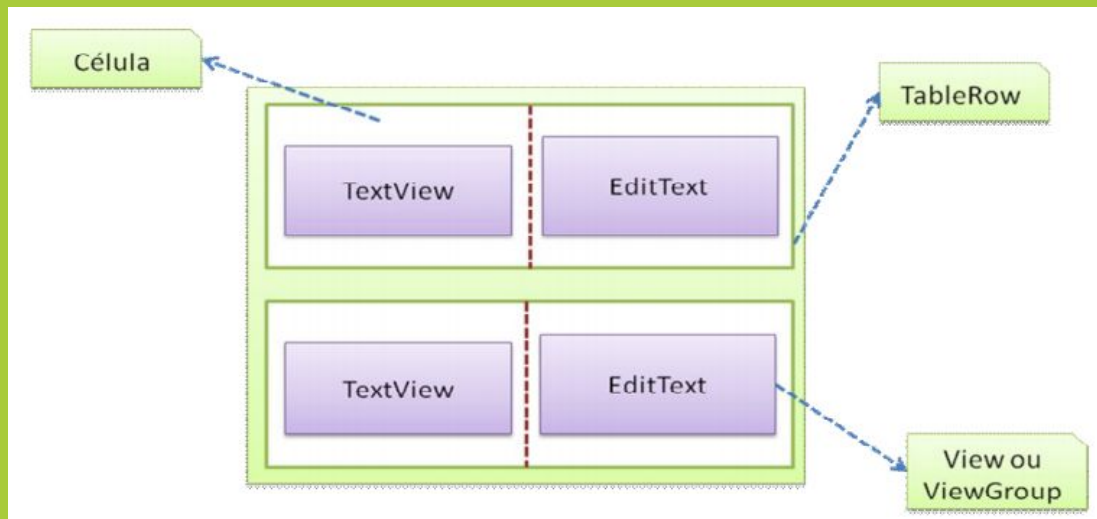 Célula
TableRow
TextView
EditText
TextView
EditText
View ou
ViewGroup